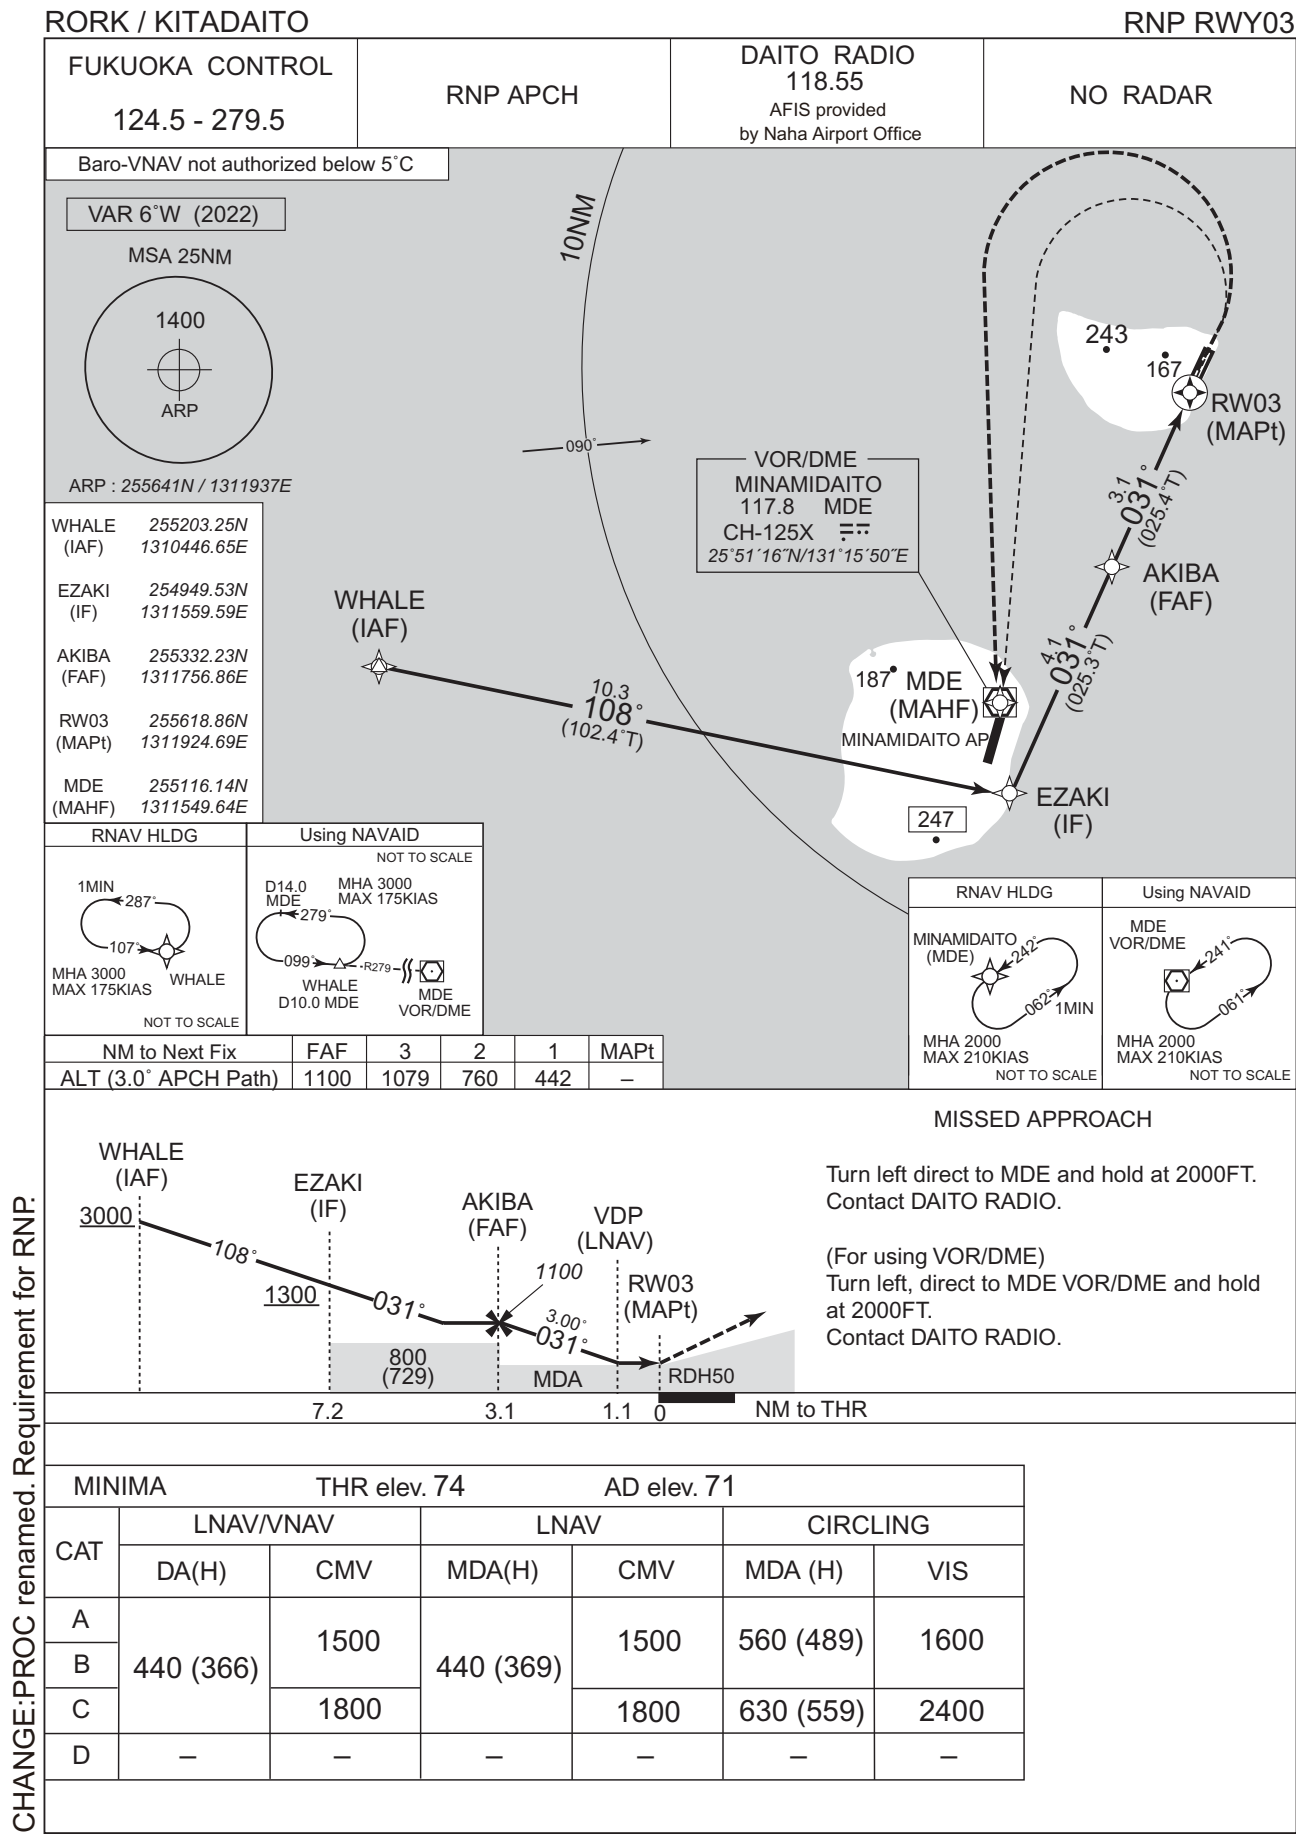 RORK / KITADAITO
RNP RWY03
FUKUOKA CONTROL
124.5 - 279.5
RNP APCH
DAITO RADIO
118.55
AFIS provided
by Naha Airport Office
NO RADAR
Baro-VNAV not authorized below 5˚C
VAR 6˚W (2022)
MSA 25NM
1400
ARP
ARP : 255641N / 1311937E
WHALE 255203.25N
(IAF) 1310446.65E
EZAKI 254949.53N
(IF) 1311559.59E
AKIBA 255332.23N
(FAF) 1311756.86E
RW03 255618.86N
(MAPt) 1311924.69E
MDE 255116.14N
(MAHF) 1311549.64E
10NM
090˚
243
167
RW03
(MAPt)
VOR/DME
MINAMIDAITO
117.8 MDE
CH-125X
25˚51´16˝N/131˚15´50˝E
3.1
031˚
(025.4˚T)
AKIBA
(FAF)
4.1
031˚
(025.3˚T)
WHALE
(IAF)
10.3
108˚
(102.4˚T)
187
MDE
(MAHF)
MINAMIDAITO AP
EZAKI
(IF)
247
RNAV HLDG
1MIN
287˚
107˚
MHA 3000
MAX 175KIAS
WHALE
NOT TO SCALE
Using NAVAID
NOT TO SCALE
D14.0
MDE
MHA 3000
MAX 175KIAS
279˚
099˚
R279
WHALE
D10.0 MDE
MDE
VOR/DME
RNAV HLDG
MINAMIDAITO
(MDE)
242˚
062˚
1MIN
MHA 2000
MAX 210KIAS
NOT TO SCALE
Using NAVAID
MDE
VOR/DME
241˚
061˚
MHA 2000
MAX 210KIAS
NOT TO SCALE
NM to Next Fix FAF 3 2 1 MAPt
ALT (3.0˚ APCH Path) 1100 1079 760 442 –
WHALE
(IAF)
3000
108˚
EZAKI
(IF)
1300
031˚
AKIBA
(FAF)
1100
3.00˚
031˚
VDP
(LNAV)
RW03
(MAPt)
800
(729)
MDA
RDH50
7.2 3.1 1.1 0 NM to THR
MISSED APPROACH
Turn left direct to MDE and hold at 2000FT.
Contact DAITO RADIO.
(For using VOR/DME)
Turn left, direct to MDE VOR/DME and hold
at 2000FT.
Contact DAITO RADIO.
MINIMA THR elev. 74 AD elev. 71
CAT LNAV/VNAV LNAV CIRCLING
DA(H) CMV MDA(H) CMV MDA (H) VIS
A
B
440 (366) 1500 440 (369) 1500 560 (489) 1600
C 1800 1800 630 (559) 2400
D – – – – – –
CHANGE:PROC renamed. Requirement for RNP.